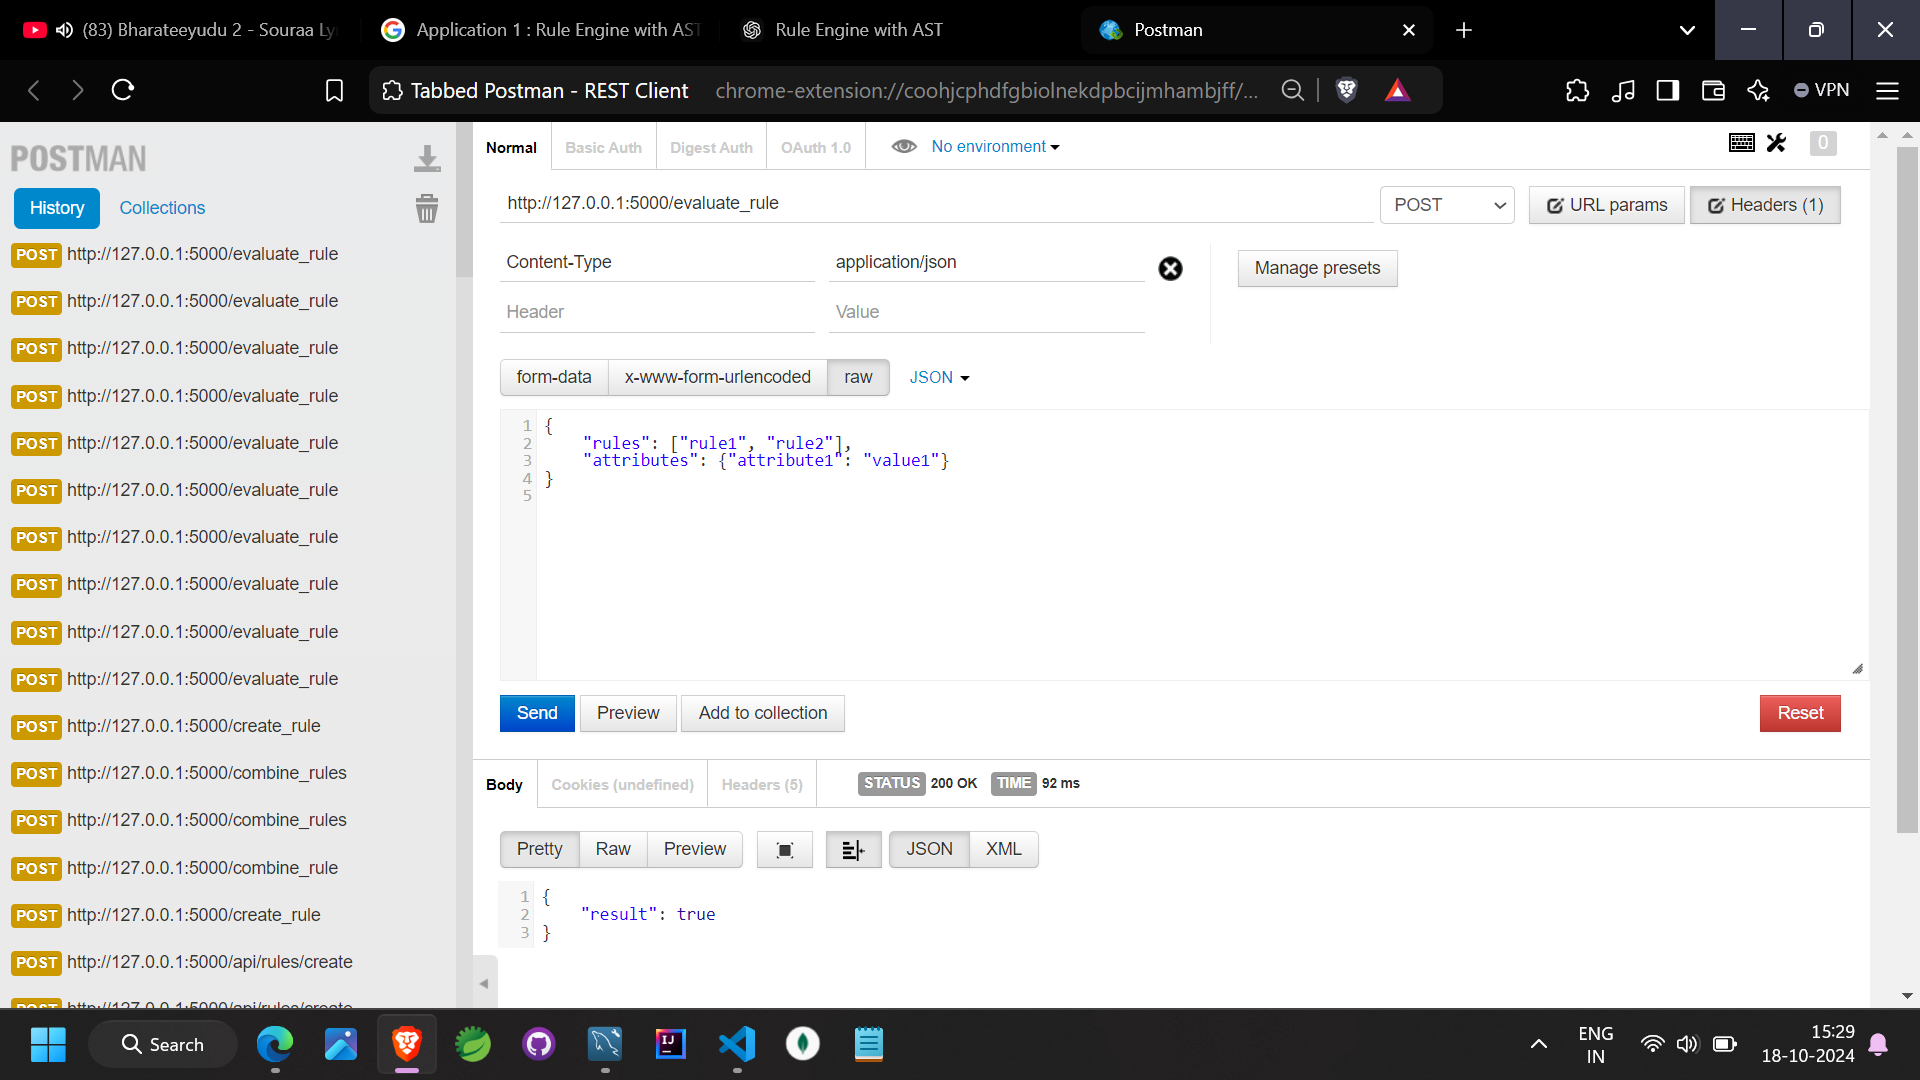 (83) Bharateeyudu 2 - Souraa Ly
Application 1 : Rule Engine with AST
Rule Engine with AST
Postman
Tabbed Postman - REST Client
chrome-extension://coohjcphdfgbiolnekdpbcijmhambjff/...
VPN
POSTMAN
History
Collections
POST http://127.0.0.1:5000/evaluate_rule
POST http://127.0.0.1:5000/evaluate_rule
POST http://127.0.0.1:5000/evaluate_rule
POST http://127.0.0.1:5000/evaluate_rule
POST http://127.0.0.1:5000/evaluate_rule
POST http://127.0.0.1:5000/evaluate_rule
POST http://127.0.0.1:5000/evaluate_rule
POST http://127.0.0.1:5000/evaluate_rule
POST http://127.0.0.1:5000/evaluate_rule
POST http://127.0.0.1:5000/evaluate_rule
POST http://127.0.0.1:5000/create_rule
POST http://127.0.0.1:5000/combine_rules
POST http://127.0.0.1:5000/combine_rules
POST http://127.0.0.1:5000/combine_rule
POST http://127.0.0.1:5000/create_rule
POST http://127.0.0.1:5000/api/rules/create
POST http://127.0.0.1:5000/api/rules/create
Normal
Basic Auth
Digest Auth
OAuth 1.0
No environment
0
http://127.0.0.1:5000/evaluate_rule
POST
URL params
Headers (1)
Content-Type
application/json
Manage presets
Header
Value
form-data
x-www-form-urlencoded
raw
JSON
1 {
2 "rules": ["rule1", "rule2"],
3 "attributes": {"attribute1": "value1"}
4 }
5
Send
Preview
Add to collection
Reset
Body
Cookies (undefined)
Headers (5)
STATUS 200 OK TIME 92 ms
Pretty
Raw
Preview
JSON
XML
1 {
2 "result": true
3 }
Search
IJ
ENG
IN
15:29
18-10-2024